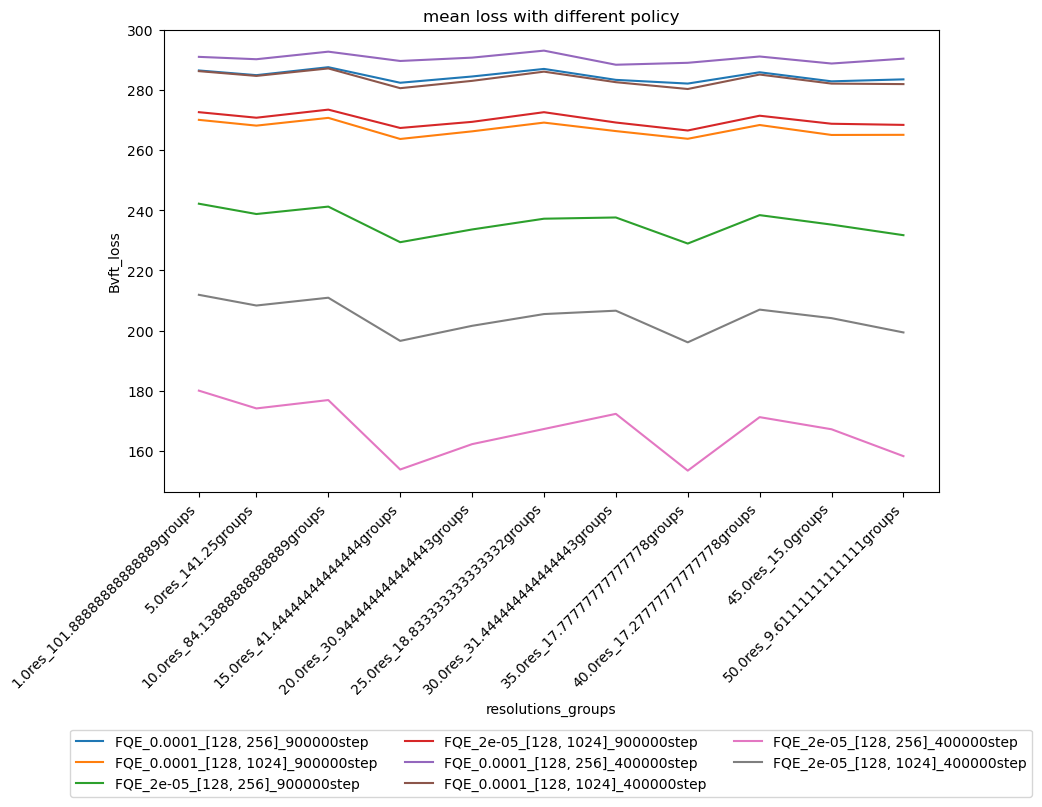 mean loss with different policy
Bvft_loss
300
280
260
240
220
200
180
160
1.0res_101.88888888888889groups
5.0res_141.25groups
10.0res_84.13888888888889groups
15.0res_41.44444444444444groups
20.0res_30.944444444444443groups
25.0res_18.833333333333332groups
30.0res_31.444444444444443groups
35.0res_17.77777777777778groups
40.0res_17.27777777777778groups
45.0res_15.0groups
50.0res_9.61111111111111groups
resolutions_groups
FQE_0.0001_[128, 256]_900000step
FQE_0.0001_[128, 1024]_900000step
FQE_2e-05_[128, 256]_900000step
FQE_2e-05_[128, 1024]_900000step
FQE_0.0001_[128, 256]_400000step
FQE_0.0001_[128, 1024]_400000step
FQE_2e-05_[128, 256]_400000step
FQE_2e-05_[128, 1024]_400000step